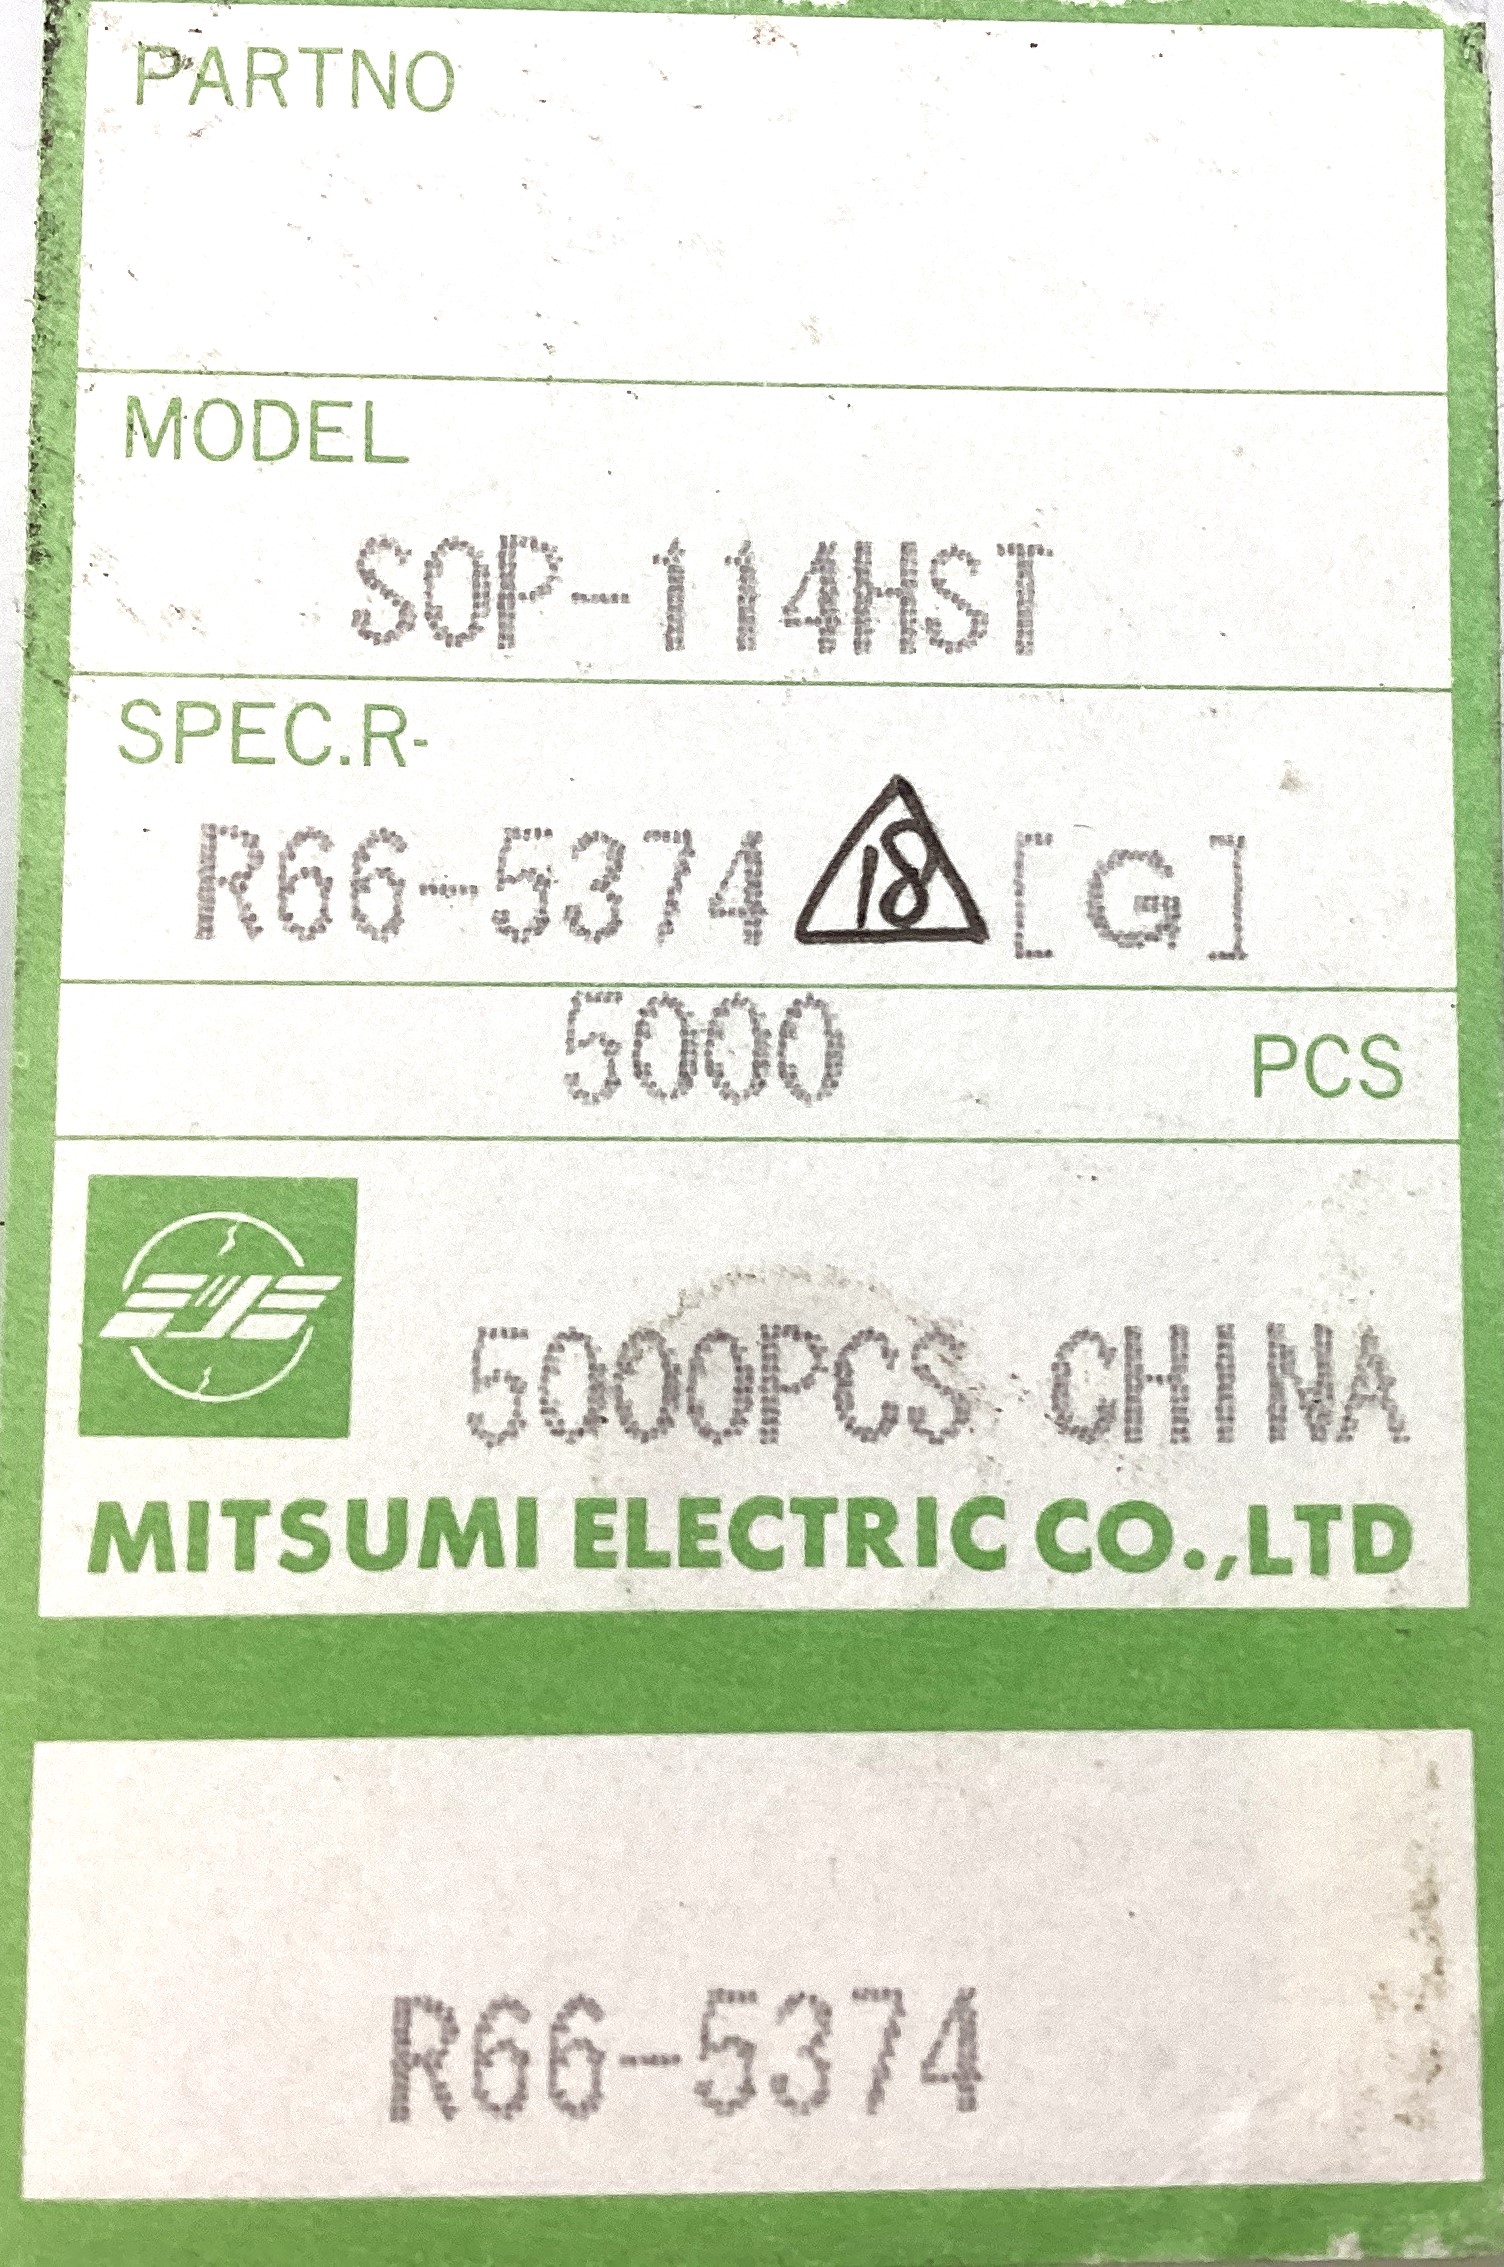 PARTNO
MODEL
SOP-114HST
SPEC.R-
R66-5374 18 [G]
5000 PCS
5000PCS CHINA
MITSUMI ELECTRIC CO.,LTD
R66-5374